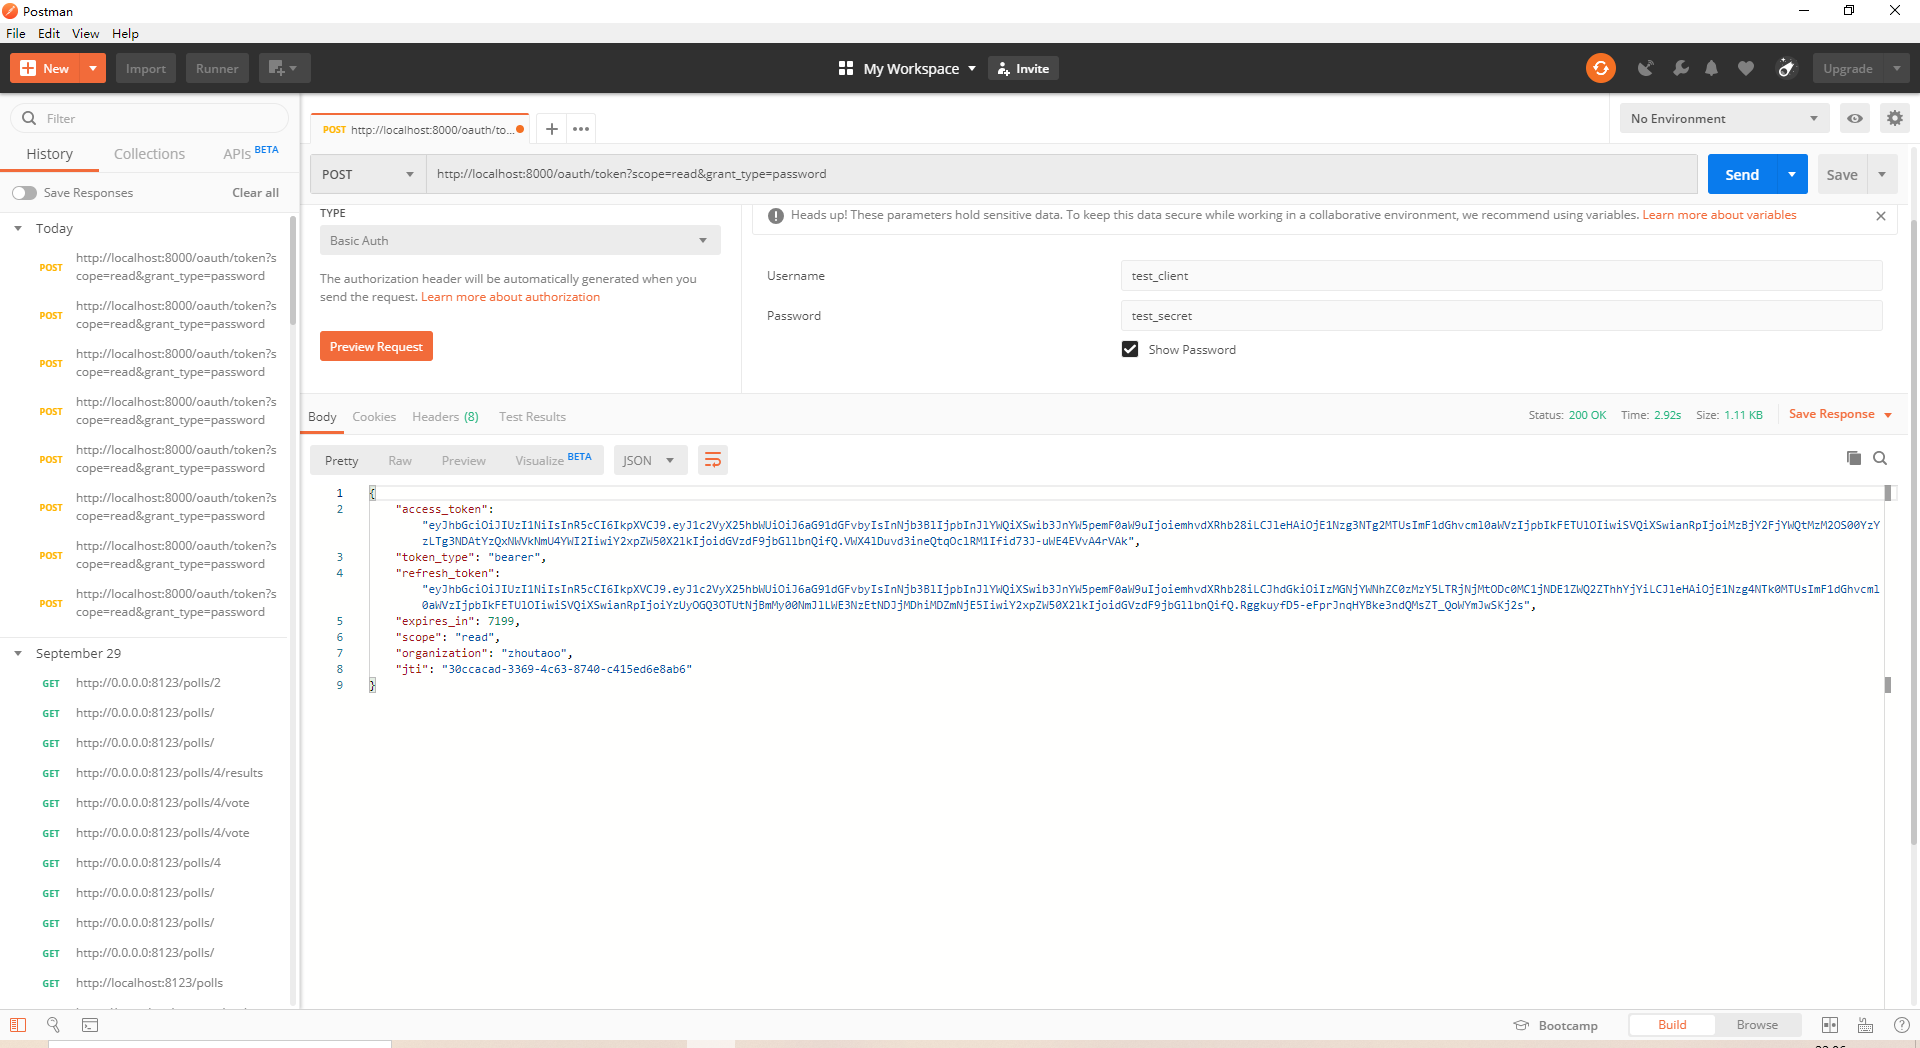 Postman
File Edit View Help
New
Import
Runner
My Workspace
Invite
Upgrade
Filter
History
Collections
APIs BETA
Save Responses
Clear all
Today
POST http://localhost:8000/oauth/token?s
cope=read&grant_type=password
POST http://localhost:8000/oauth/token?s
cope=read&grant_type=password
POST http://localhost:8000/oauth/token?s
cope=read&grant_type=password
POST http://localhost:8000/oauth/token?s
cope=read&grant_type=password
POST http://localhost:8000/oauth/token?s
cope=read&grant_type=password
POST http://localhost:8000/oauth/token?s
cope=read&grant_type=password
POST http://localhost:8000/oauth/token?s
cope=read&grant_type=password
POST http://localhost:8000/oauth/token?s
cope=read&grant_type=password
September 29
GET http://0.0.0.0:8123/polls/2
GET http://0.0.0.0:8123/polls/
GET http://0.0.0.0:8123/polls/
GET http://0.0.0.0:8123/polls/4/results
GET http://0.0.0.0:8123/polls/4/vote
GET http://0.0.0.0:8123/polls/4/vote
GET http://0.0.0.0:8123/polls/4
GET http://0.0.0.0:8123/polls/
GET http://0.0.0.0:8123/polls/
GET http://0.0.0.0:8123/polls/
GET http://localhost:8123/polls
POST http://localhost:8000/oauth/to...
No Environment
POST
http://localhost:8000/oauth/token?scope=read&grant_type=password
Send
Save
TYPE
Basic Auth
The authorization header will be automatically generated when you
send the request. Learn more about authorization
Preview Request
Heads up! These parameters hold sensitive data. To keep this data secure while working in a collaborative environment, we recommend using variables. Learn more about variables
Username
test_client
Password
test_secret
Show Password
Body
Cookies
Headers (8)
Test Results
Status: 200 OK
Time: 2.92s
Size: 1.11 KB
Save Response
Pretty
Raw
Preview
Visualize BETA
JSON
1 {
2 "access_token":
"eyJhbGciOiJIUzI1NiIsInR5cCI6IkpXVCJ9.eyJ1c2VyX25hbWUiOiJ6aG91dGFvbyIsInNjb3BlIjpbInJlYWQiXSwib3JnYW5pemF0aW9uIjoiemhvdXRhb28iLCJleHAiOjE1Nzg3NTg2MTUsImF1dGhvcml0aWVzIjpbIkFETUlOIiwiSVQiXSwianRpIjoiMzBjY2FjYWQtMzM2OS00YzYz
zLTg3NDAtYzQxNWVkNmU4YWI2IiwiY2xpZW50X2lkIjoidGVzdF9jbGllbnQifQ.VWX4lDuvd3ineQtqOclRM1Ifid73J-uWE4EVvA4rVAk",
3 "token_type": "bearer",
4 "refresh_token":
"eyJhbGciOiJIUzI1NiIsInR5cCI6IkpXVCJ9.eyJ1c2VyX25hbWUiOiJ6aG91dGFvbyIsInNjb3BlIjpbInJlYWQiXSwib3JnYW5pemF0aW9uIjoiemhvdXRhb28iLCJhdGkiOiIzMGNjYWNhZC0zMzY5LTRjNjMtODc0MC1jNDE1ZWQ2ZThhYjYiLCJleHAiOjE1Nzg4NTk0MTUsImF1dGhvcml
0aWVzIjpbIkFETUlOIiwiSVQiXSwianRpIjoiYzUyOGQ3OTUtNjBmMy00NmJlLWE3NzEtNDJjMDhiMDZmNjE5IiwiY2xpZW50X2lkIjoidGVzdF9jbGllbnQifQ.RggkuyfD5-eFprJnqHYBke3ndQMsZT_QoWYmJwSKj2s",
5 "expires_in": 7199,
6 "scope": "read",
7 "organization": "zhoutaoo",
8 "jti": "30ccacad-3369-4c63-8740-c415ed6e8ab6"
9 }
Bootcamp
Build
Browse